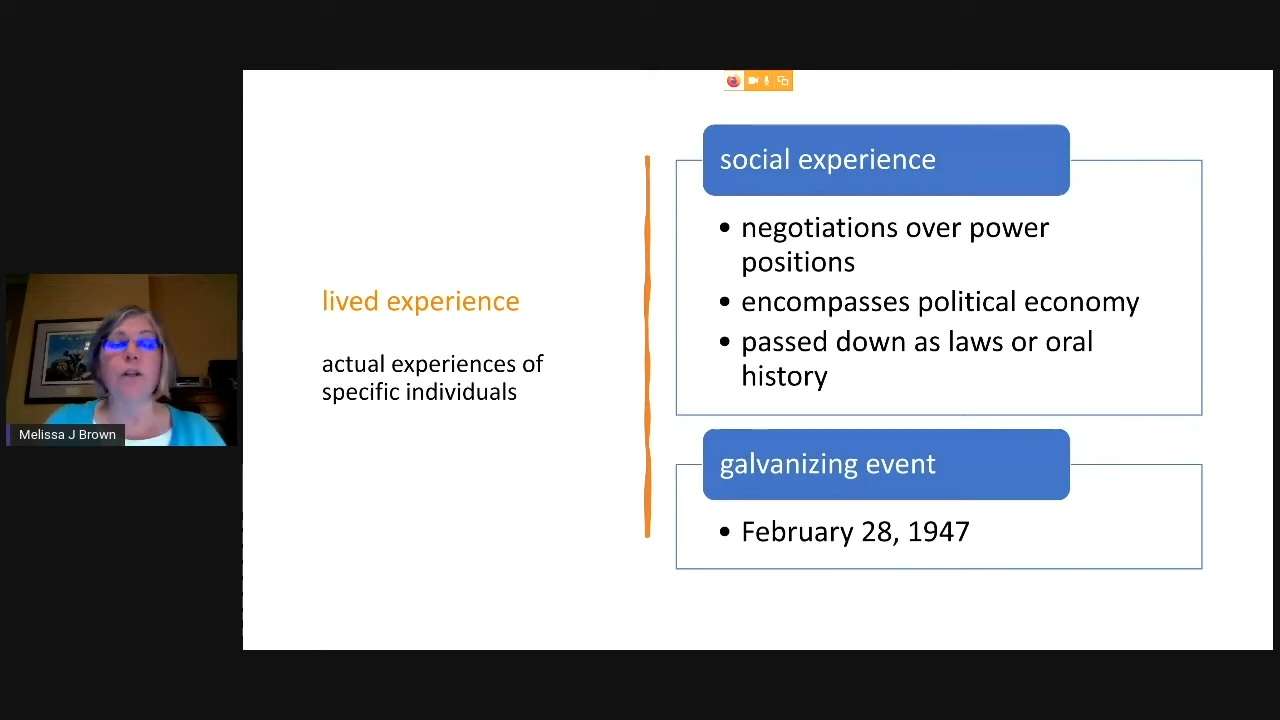 social experience
negotiations over power
positions
encompasses political economy
passed down as laws or oral
history
lived experience
actual experiences of
specific individuals
galvanizing event
February 28, 1947
Melissa J Brown